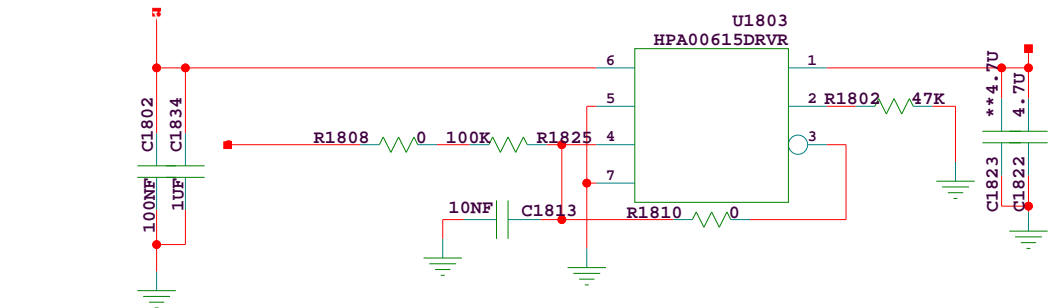 U1803
HPA00615DRVR
6
1
5
2
R1802
47K
R1808
0
100K
R1825
4
3
7
10NF
C1813
R1810
0
C1802
C1834
100NF
1UF
**4.7U
4.7U
C1823
C1822